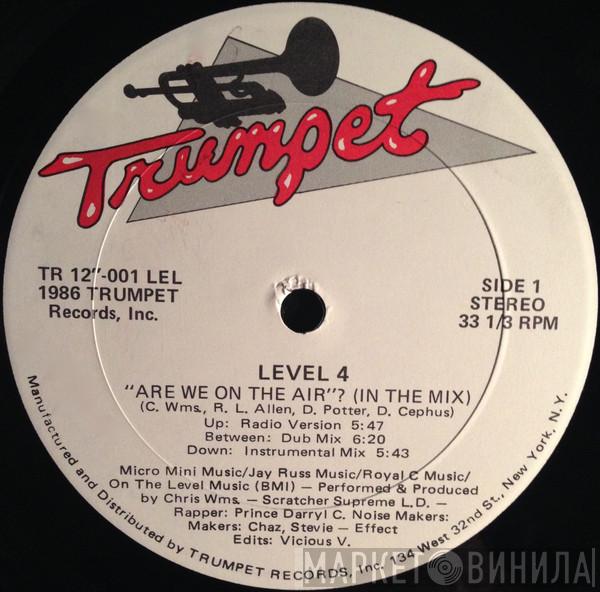 Trumpet
TR 12"-001 LEL
1986 TRUMPET
Records, Inc.
SIDE 1
STEREO
33 1/3 RPM
LEVEL 4
"ARE WE ON THE AIR"? (IN THE MIX)
(C. Wms., R. L. Allen, D. Potter, D. Cephus)
Up: Radio Version 5:47
Between: Dub Mix 6:20
Down: Instrumental Mix 5:43
Micro Mini Music/Jay Russ Music/Royal C Music/
On The Level Music (BMI) – Performed & Produced
by Chris Wms. – Scratcher Supreme L.D. –
Rapper: Prince Darryl C. Noise Makers:
Makers: Chaz, Stevie – Effect
Edits: Vicious V.
Manufactured and Distributed by TRUMPET RECORDS, Inc. 134 West 32nd St., New York, N.Y.
МАРКЕТ ВИНИЛА